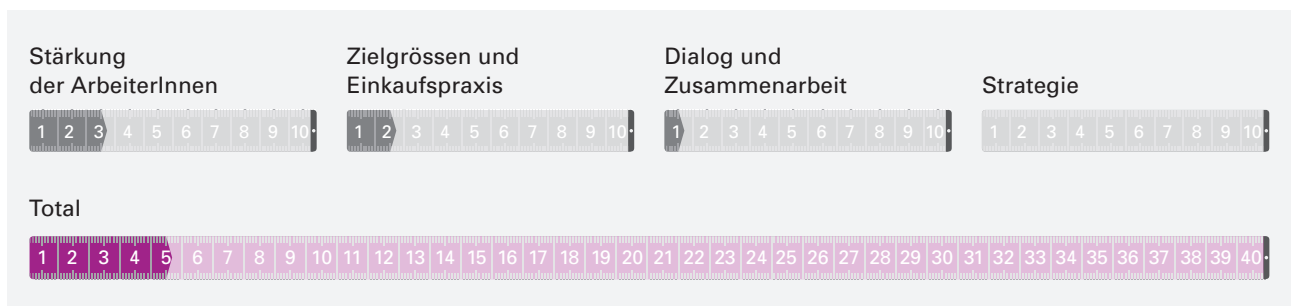 Stärkung
der ArbeiterInnen
1 2 3 4 5 6 7 8 9 10
Zielgrössen und
Einkaufspraxis
1 2 3 4 5 6 7 8 9 10
Dialog und
Zusammenarbeit
1 2 3 4 5 6 7 8 9 10
Strategie
1 2 3 4 5 6 7 8 9 10
Total
1 2 3 4 5 6 7 8 9 10 11 12 13 14 15 16 17 18 19 20 21 22 23 24 25 26 27 28 29 30 31 32 33 34 35 36 37 38 39 40